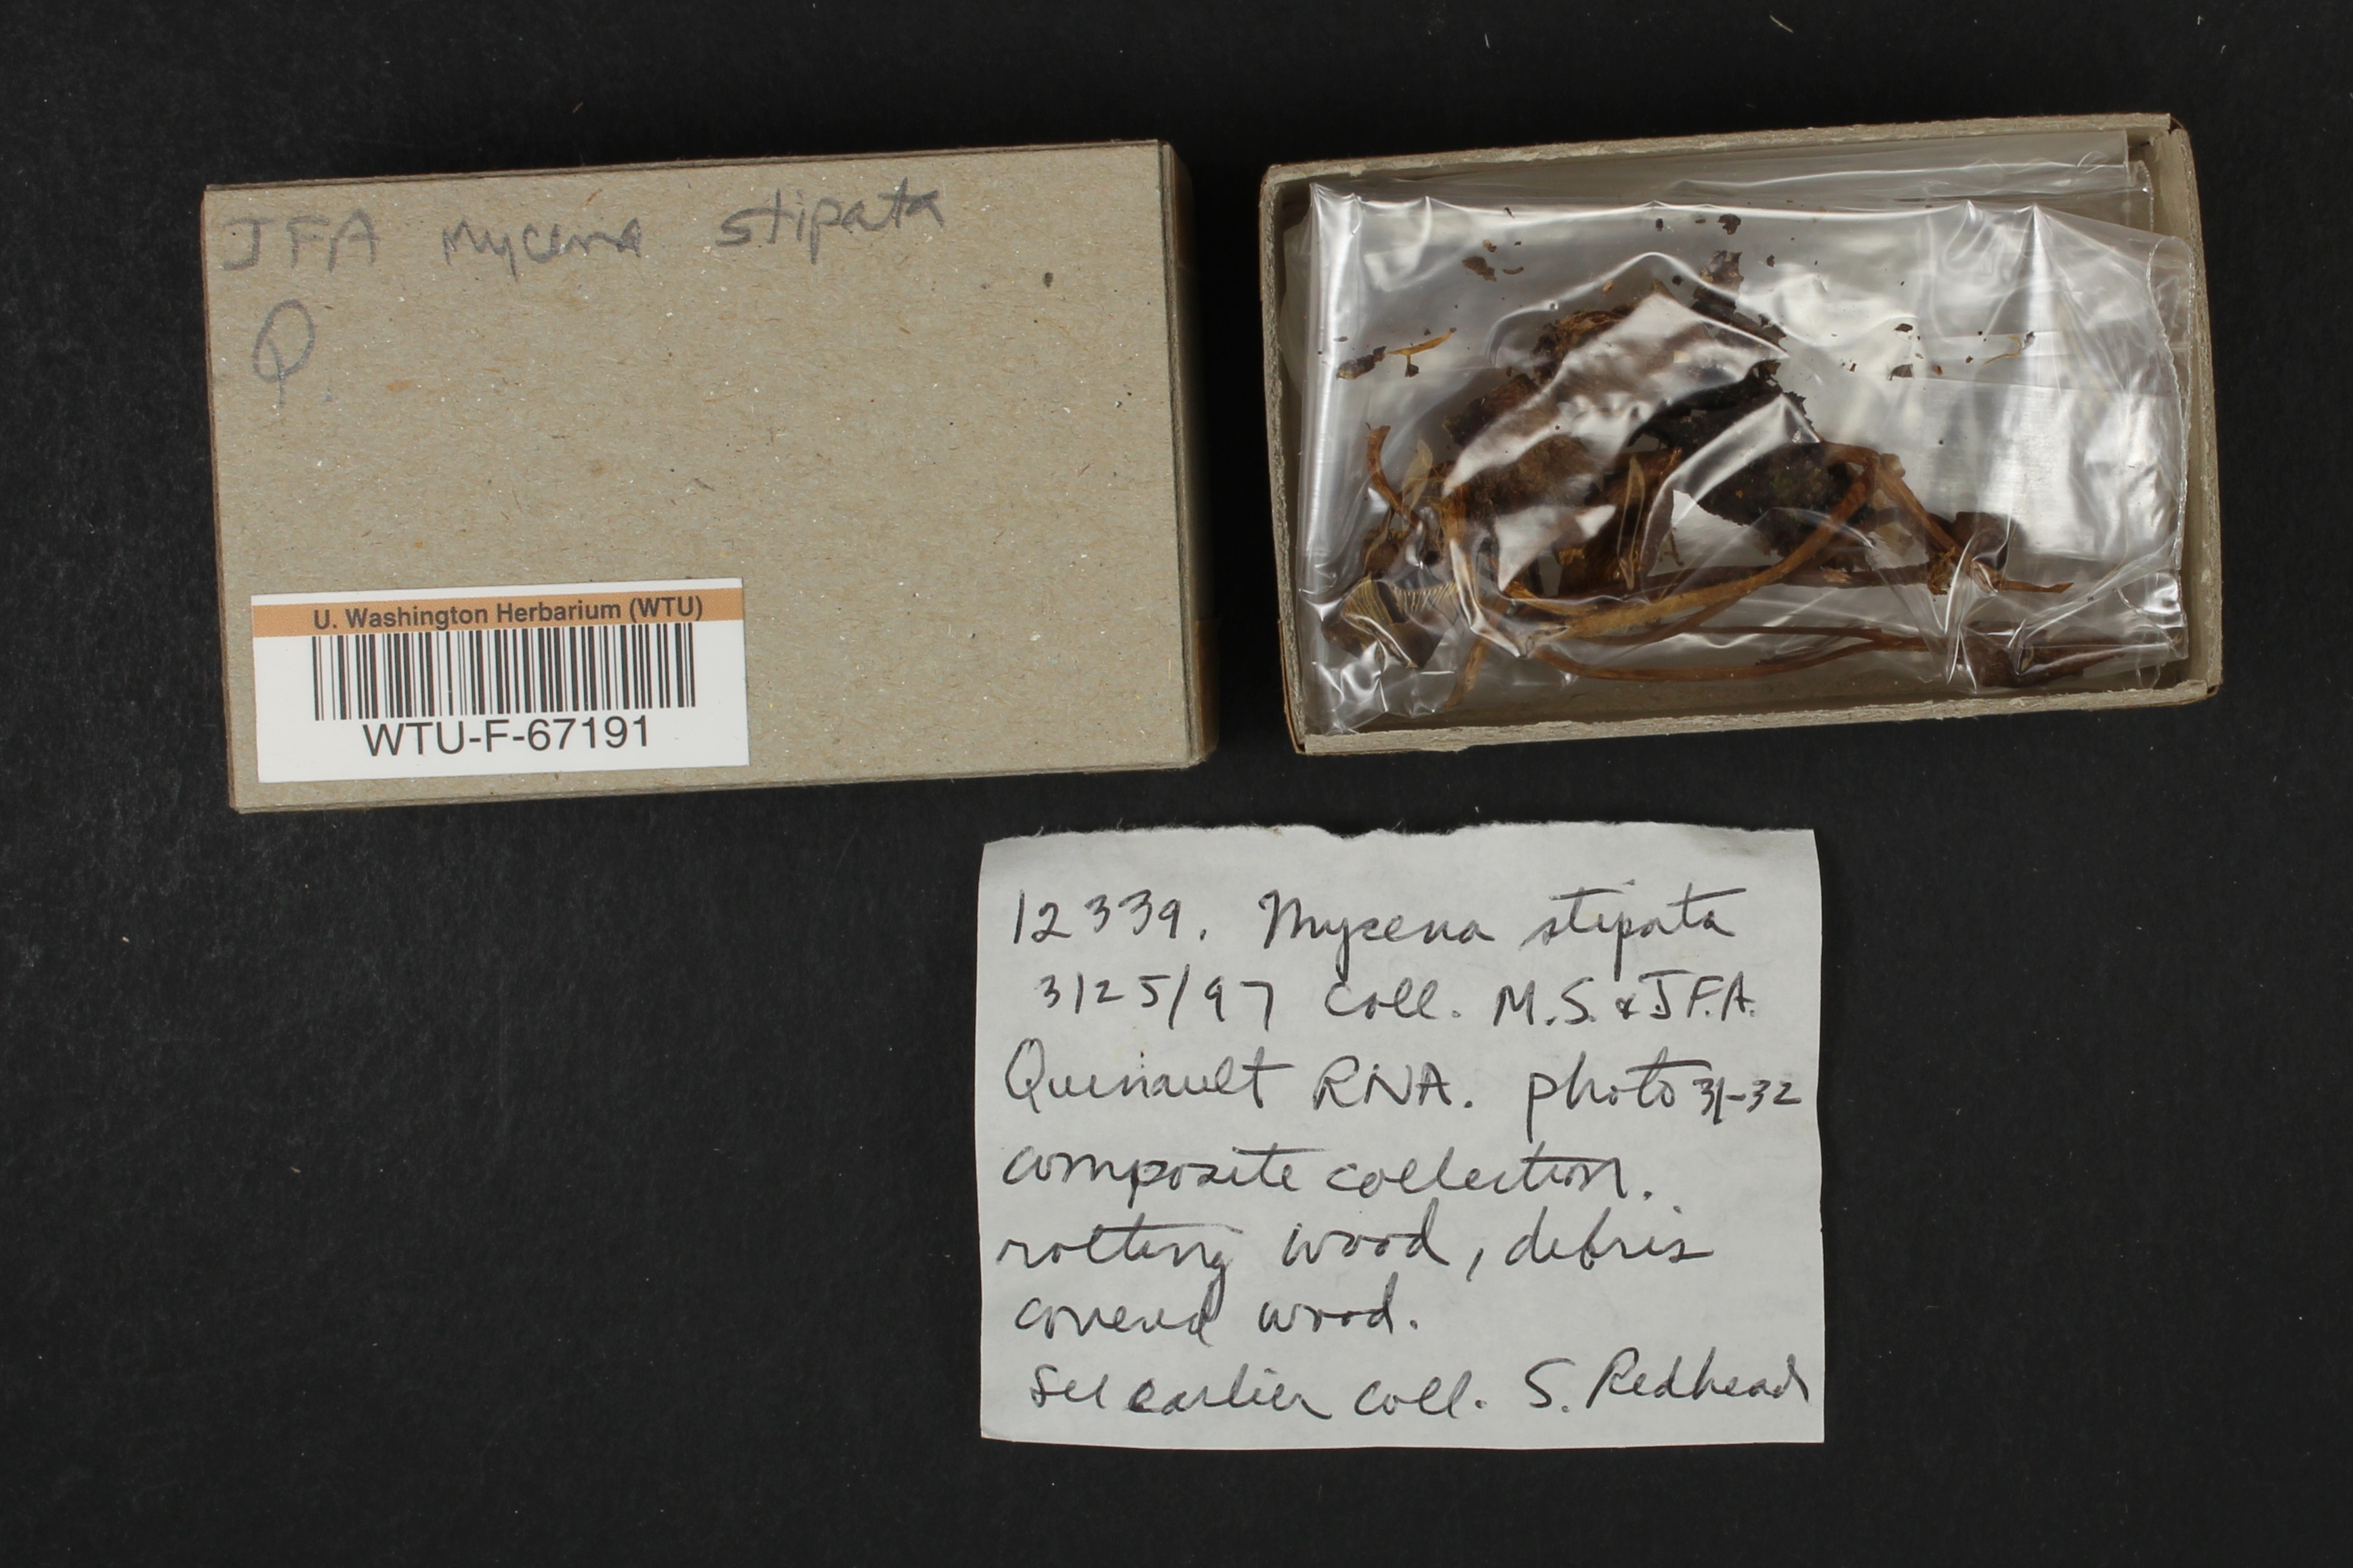 JFA Mycena stipata
Q.
U. Washington Herbarium (WTU)
WTU-F-67191
12339. Mycena stipata
3/25/97 Coll. M.S. & J.F.A.
Quinault RNA. photo 31-32
composite collection.
rotting wood, debris
covered wood.
See earlier coll. S. Redhead